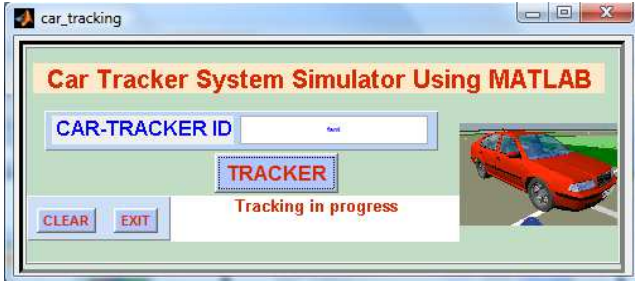 car_tracking
Car Tracker System Simulator Using MATLAB
CAR-TRACKER ID
TRACKER
Tracking in progress
CLEAR EXIT